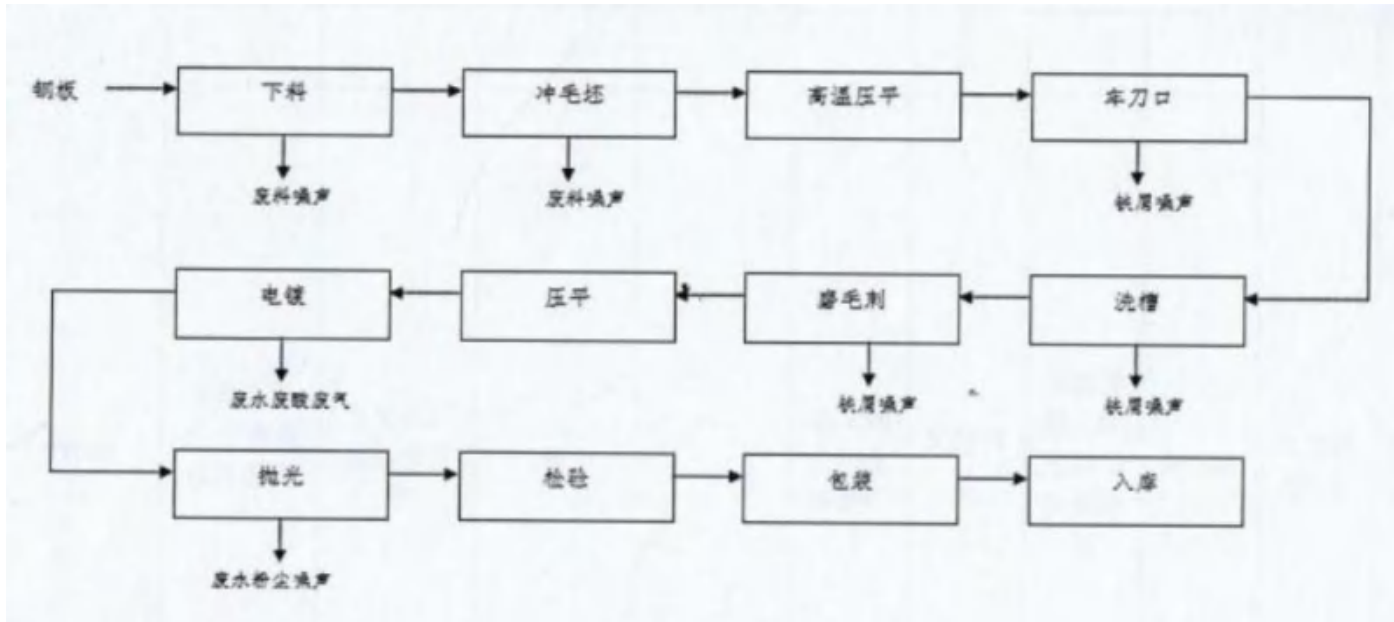 钢板
下料
冲毛坯
高温压平
车刀口
废料噪声
废料噪声
铁屑噪声
电镀
压平
磨毛刺
洗槽
废水废酸废气
铁屑噪声
铁屑噪声
抛光
检验
包装
入库
废水粉尘噪声